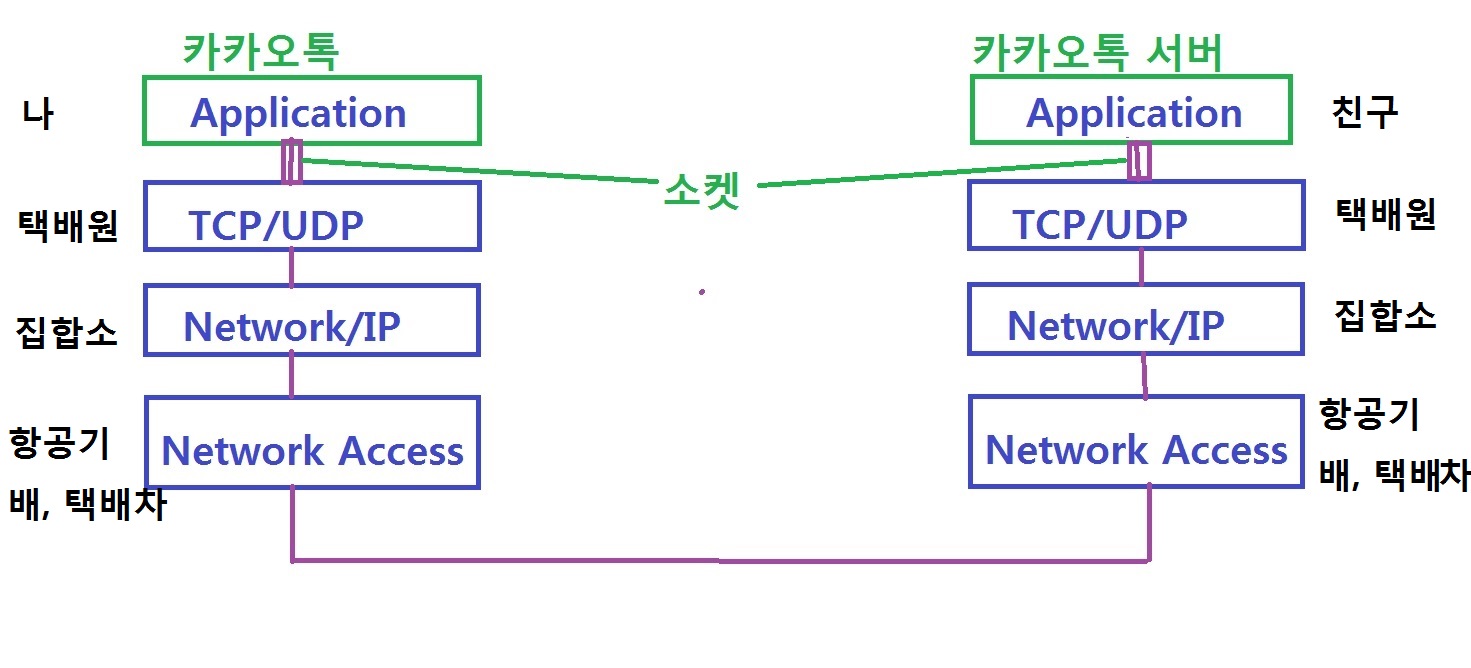 카카오톡
카카오톡 서버
나
Application
Application
친구
소켓
택배원
TCP/UDP
TCP/UDP
택배원
집합소
Network/IP
Network/IP
집합소
항공기
배, 택배차
Network Access
Network Access
항공기
배, 택배차